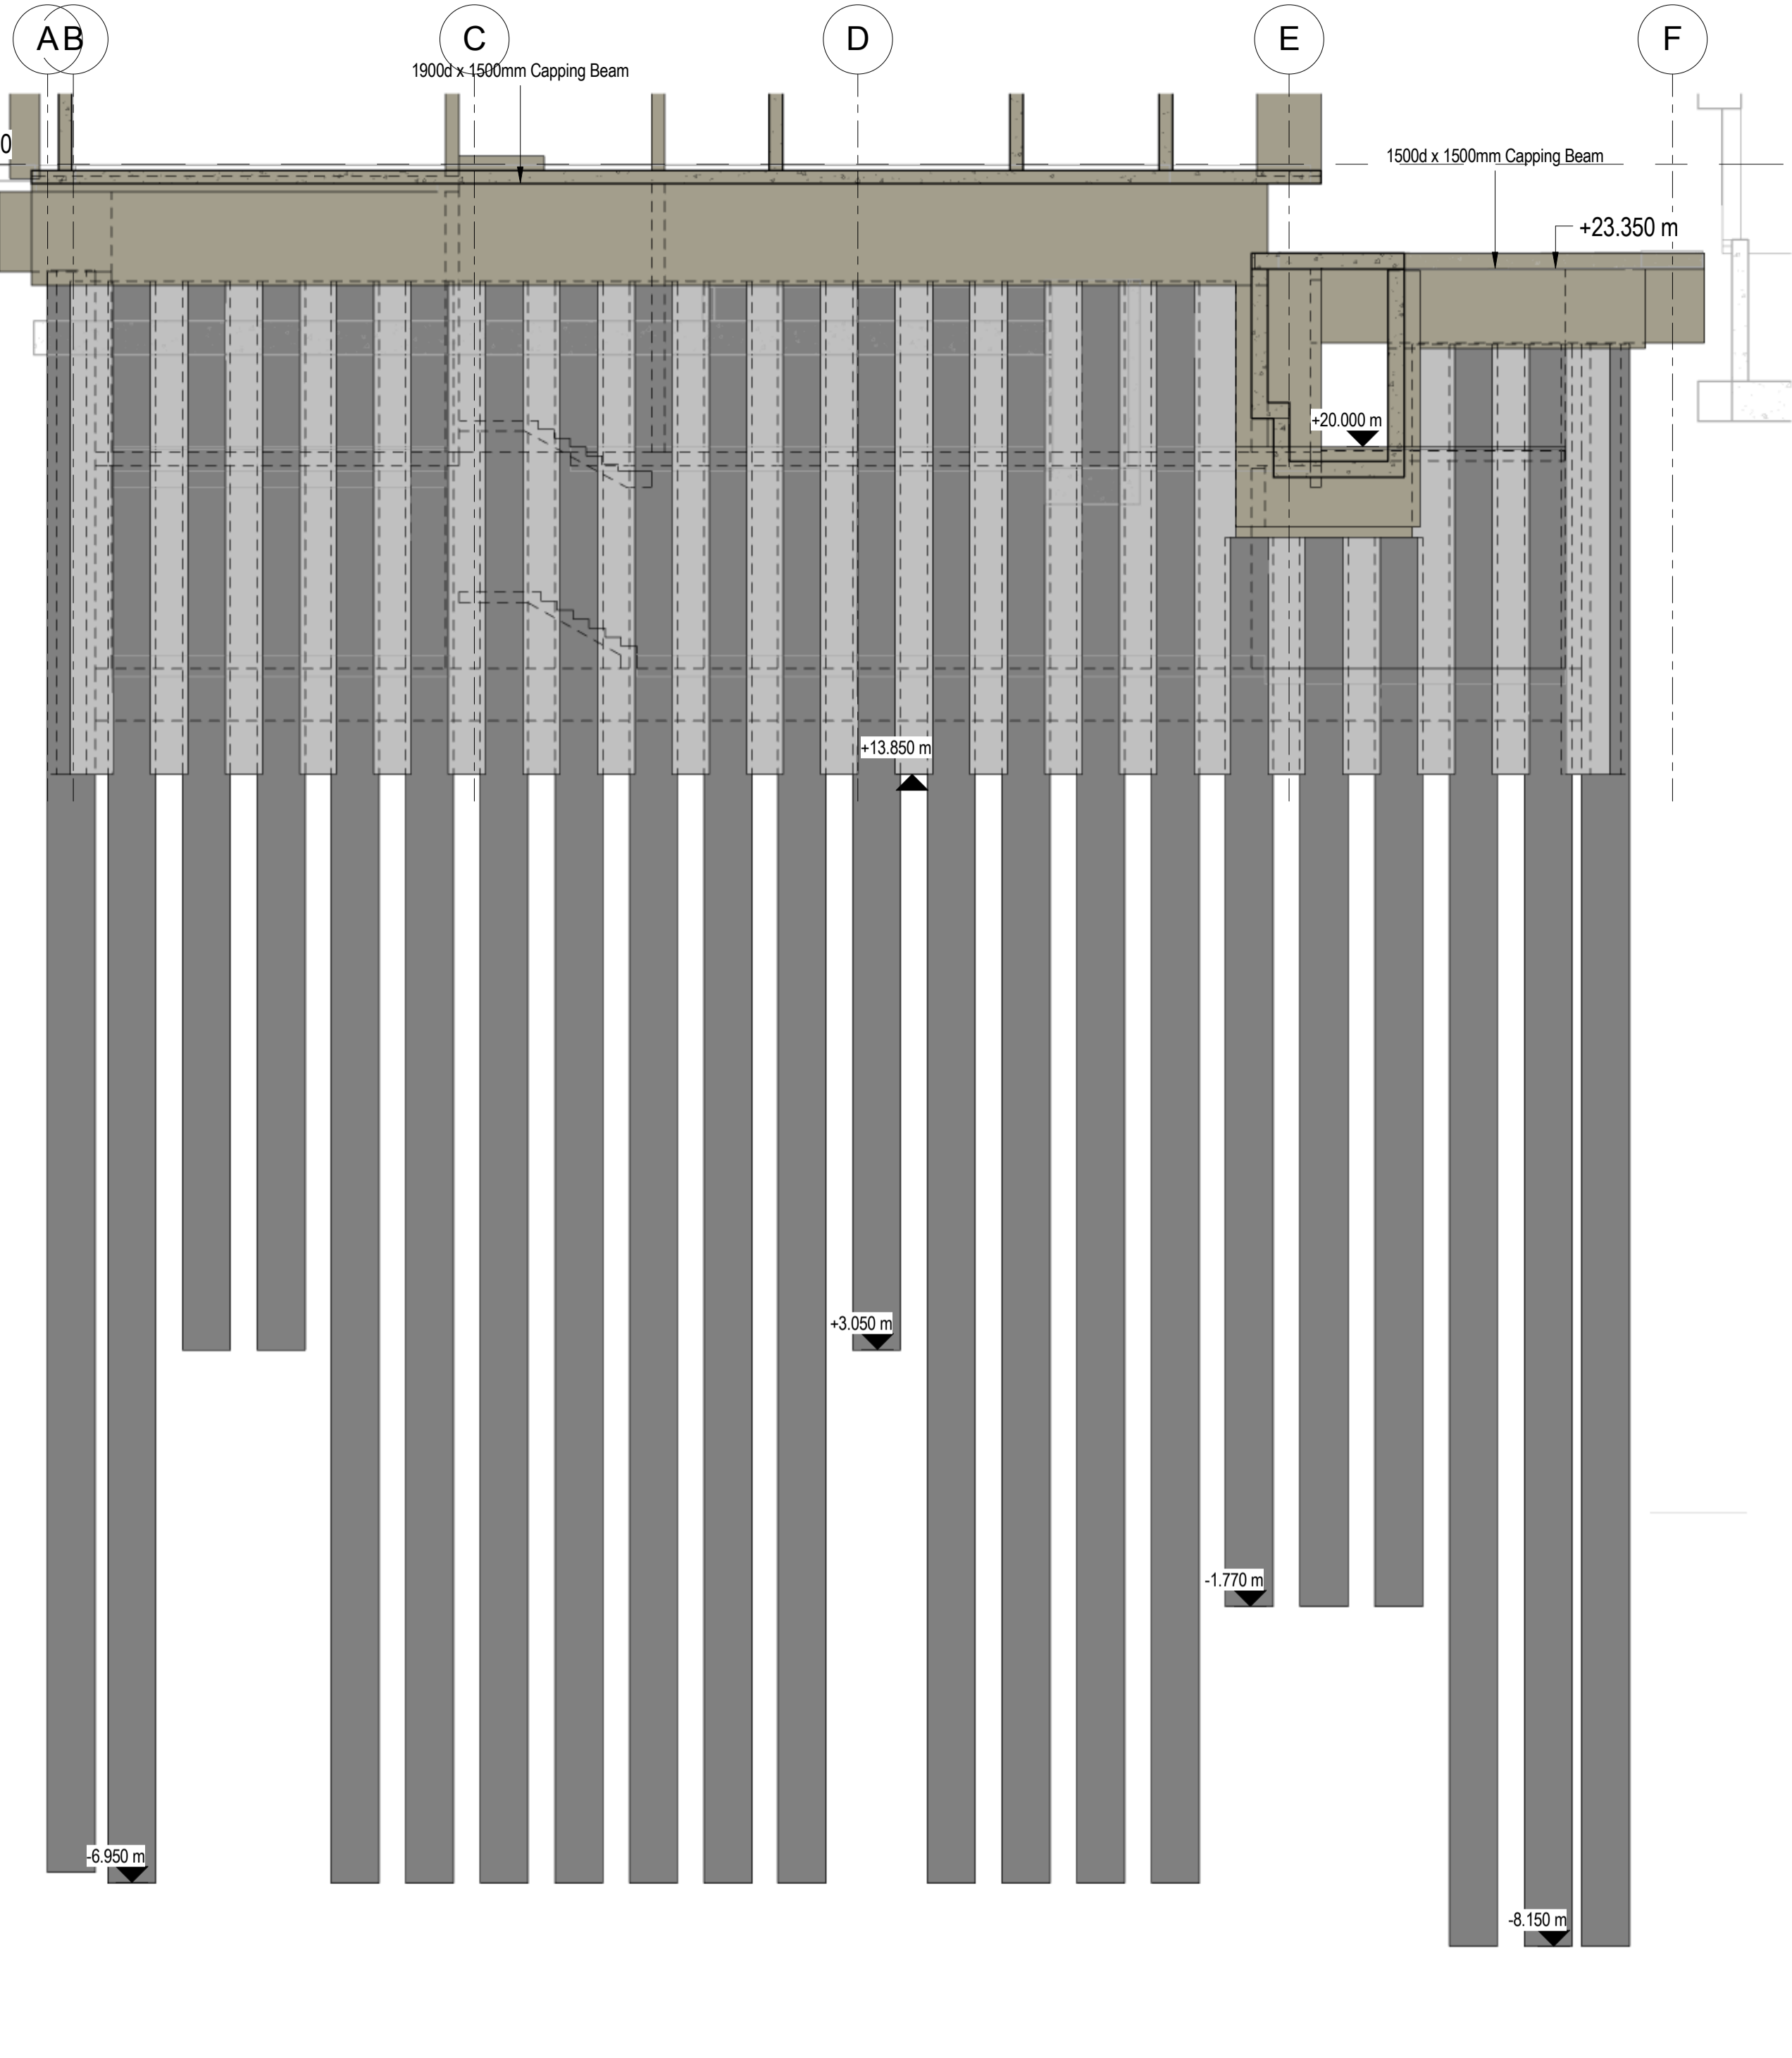 A B C D E F
1900d x 1500mm Capping Beam
0
1500d x 1500mm Capping Beam
+23.350 m
+20.000 m
+13.850 m
+3.050 m
-1.770 m
-6.950 m
-8.150 m